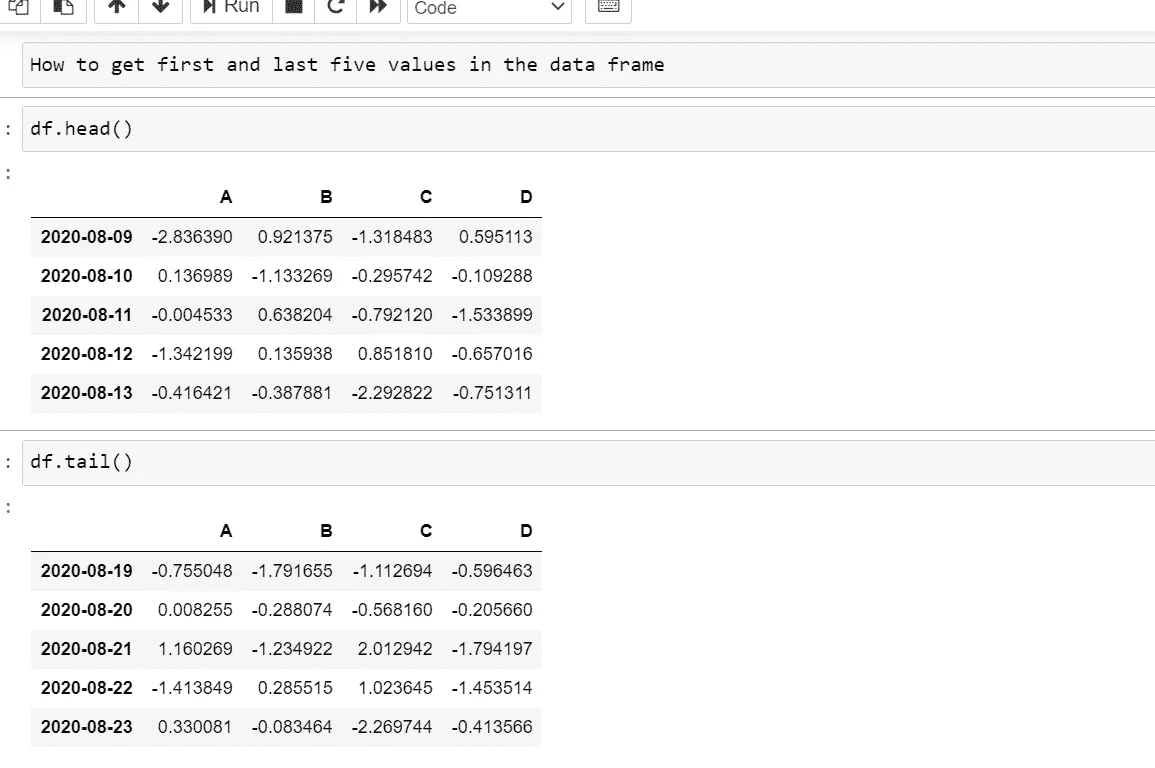 Run Code
How to get first and last five values in the data frame
: df.head()
:
A B C D
2020-08-09 -2.836390 0.921375 -1.318483 0.595113
2020-08-10 0.136989 -1.133269 -0.295742 -0.109288
2020-08-11 -0.004533 0.638204 -0.792120 -1.533899
2020-08-12 -1.342199 0.135938 0.851810 -0.657016
2020-08-13 -0.416421 -0.387881 -2.292822 -0.751311
: df.tail()
:
A B C D
2020-08-19 -0.755048 -1.791655 -1.112694 -0.596463
2020-08-20 0.008255 -0.288074 -0.568160 -0.205660
2020-08-21 1.160269 -1.234922 2.012942 -1.794197
2020-08-22 -1.413849 0.285515 1.023645 -1.453514
2020-08-23 0.330081 -0.083464 -2.269744 -0.413566